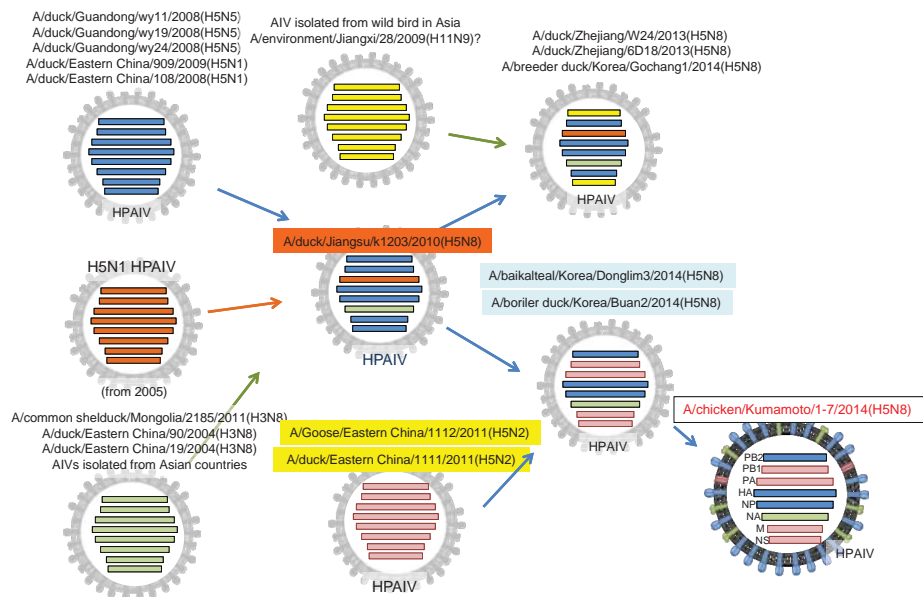 A/duck/Guandong/wy11/2008(H5N5)
A/duck/Guandong/wy19/2008(H5N5)
A/duck/Guandong/wy24/2008(H5N5)
A/duck/Eastern China/909/2009(H5N1)
A/duck/Eastern China/108/2008(H5N1)
HPAIV
AIV isolated from wild bird in Asia
A/environment/Jiangxi/28/2009(H11N9)?
A/duck/Zhejiang/W24/2013(H5N8)
A/duck/Zhejiang/6D18/2013(H5N8)
A/breeder duck/Korea/Gochang1/2014(H5N8)
HPAIV
A/duck/Jiangsu/k1203/2010(H5N8)
HPAIV
H5N1 HPAIV
(from 2005)
A/baikalteal/Korea/Donglim3/2014(H5N8)
A/boriler duck/Korea/Buan2/2014(H5N8)
HPAIV
A/common shelduck/Mongolia/2185/2011(H3N8)
A/duck/Eastern China/90/2004(H3N8)
A/duck/Eastern China/19/2004(H3N8)
AIVs isolated from Asian countries
A/Goose/Eastern China/1112/2011(H5N2)
A/duck/Eastern China/1111/2011(H5N2)
HPAIV
A/chicken/Kumamoto/1-7/2014(H5N8)
PB2
PB1
PA
HA
NP
NA
M
NS
HPAIV